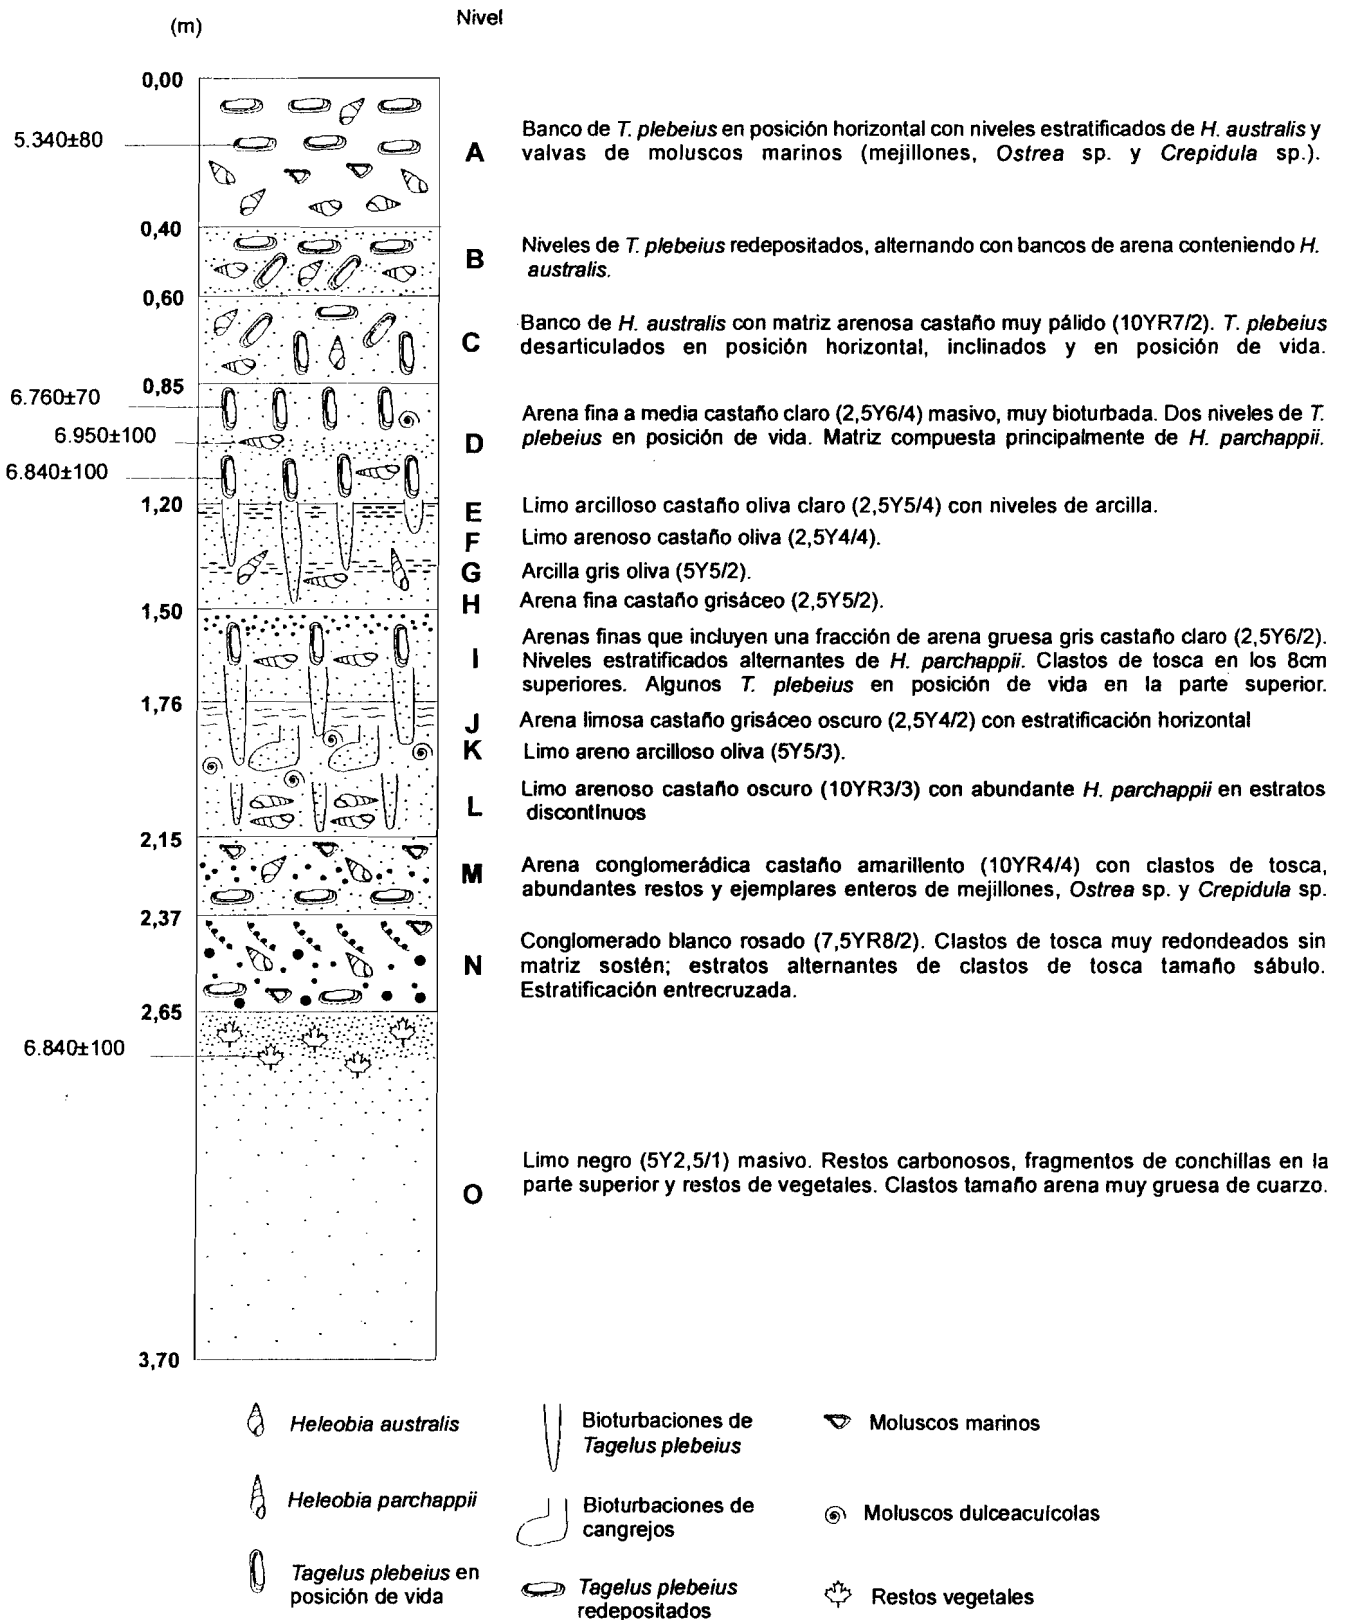 (m)
Nivel
0,00
5.340±80
A
Banco de T. plebeius en posición horizontal con niveles estratificados de H. australis y
valvas de moluscos marinos (mejillones, Ostrea sp. y Crepidula sp.).
0,40
B
Niveles de T. plebeius redepositados, alternando con bancos de arena conteniendo H.
australis.
0,60
C
Banco de H. australis con matriz arenosa castaño muy pálido (10YR7/2). T. plebeius
desarticulados en posición horizontal, inclinados y en posición de vida.
0,85
6.760±70
6.950±100
6.840±100
D
Arena fina a media castaño claro (2,5Y6/4) masivo, muy bioturbada. Dos niveles de T.
plebeius en posición de vida. Matriz compuesta principalmente de H. parchappii.
1,20
E
Limo arcilloso castaño oliva claro (2,5Y5/4) con niveles de arcilla.
F
Limo arenoso castaño oliva (2,5Y4/4).
G
Arcilla gris oliva (5Y5/2).
H
Arena fina castaño grisáceo (2,5Y5/2).
1,50
I
Arenas finas que incluyen una fracción de arena gruesa gris castaño claro (2,5Y6/2).
Niveles estratificados alternantes de H. parchappii. Clastos de tosca en los 8cm
superiores. Algunos T. plebeius en posición de vida en la parte superior.
1,76
J
Arena limosa castaño grisáceo oscuro (2,5Y4/2) con estratificación horizontal
K
Limo areno arcilloso oliva (5Y5/3).
L
Limo arenoso castaño oscuro (10YR3/3) con abundante H. parchappii en estratos
discontínuos
2,15
M
Arena conglomerádica castaño amarillento (10YR4/4) con clastos de tosca,
abundantes restos y ejemplares enteros de mejillones, Ostrea sp. y Crepidula sp.
2,37
N
Conglomerado blanco rosado (7,5YR8/2). Clastos de tosca muy redondeados sin
matriz sostén; estratos alternantes de clastos de tosca tamaño sábulo.
Estratificación entrecruzada.
2,65
6.840±100
O
Limo negro (5Y2,5/1) masivo. Restos carbonosos, fragmentos de conchillas en la
parte superior y restos de vegetales. Clastos tamaño arena muy gruesa de cuarzo.
3,70
Heleobia australis
Bioturbaciones de
Tagelus plebeius
Moluscos marinos
Heleobia parchappii
Bioturbaciones de
cangrejos
Moluscos dulceacuícolas
Tagelus plebeius en
posición de vida
Tagelus plebeius
redepositados
Restos vegetales